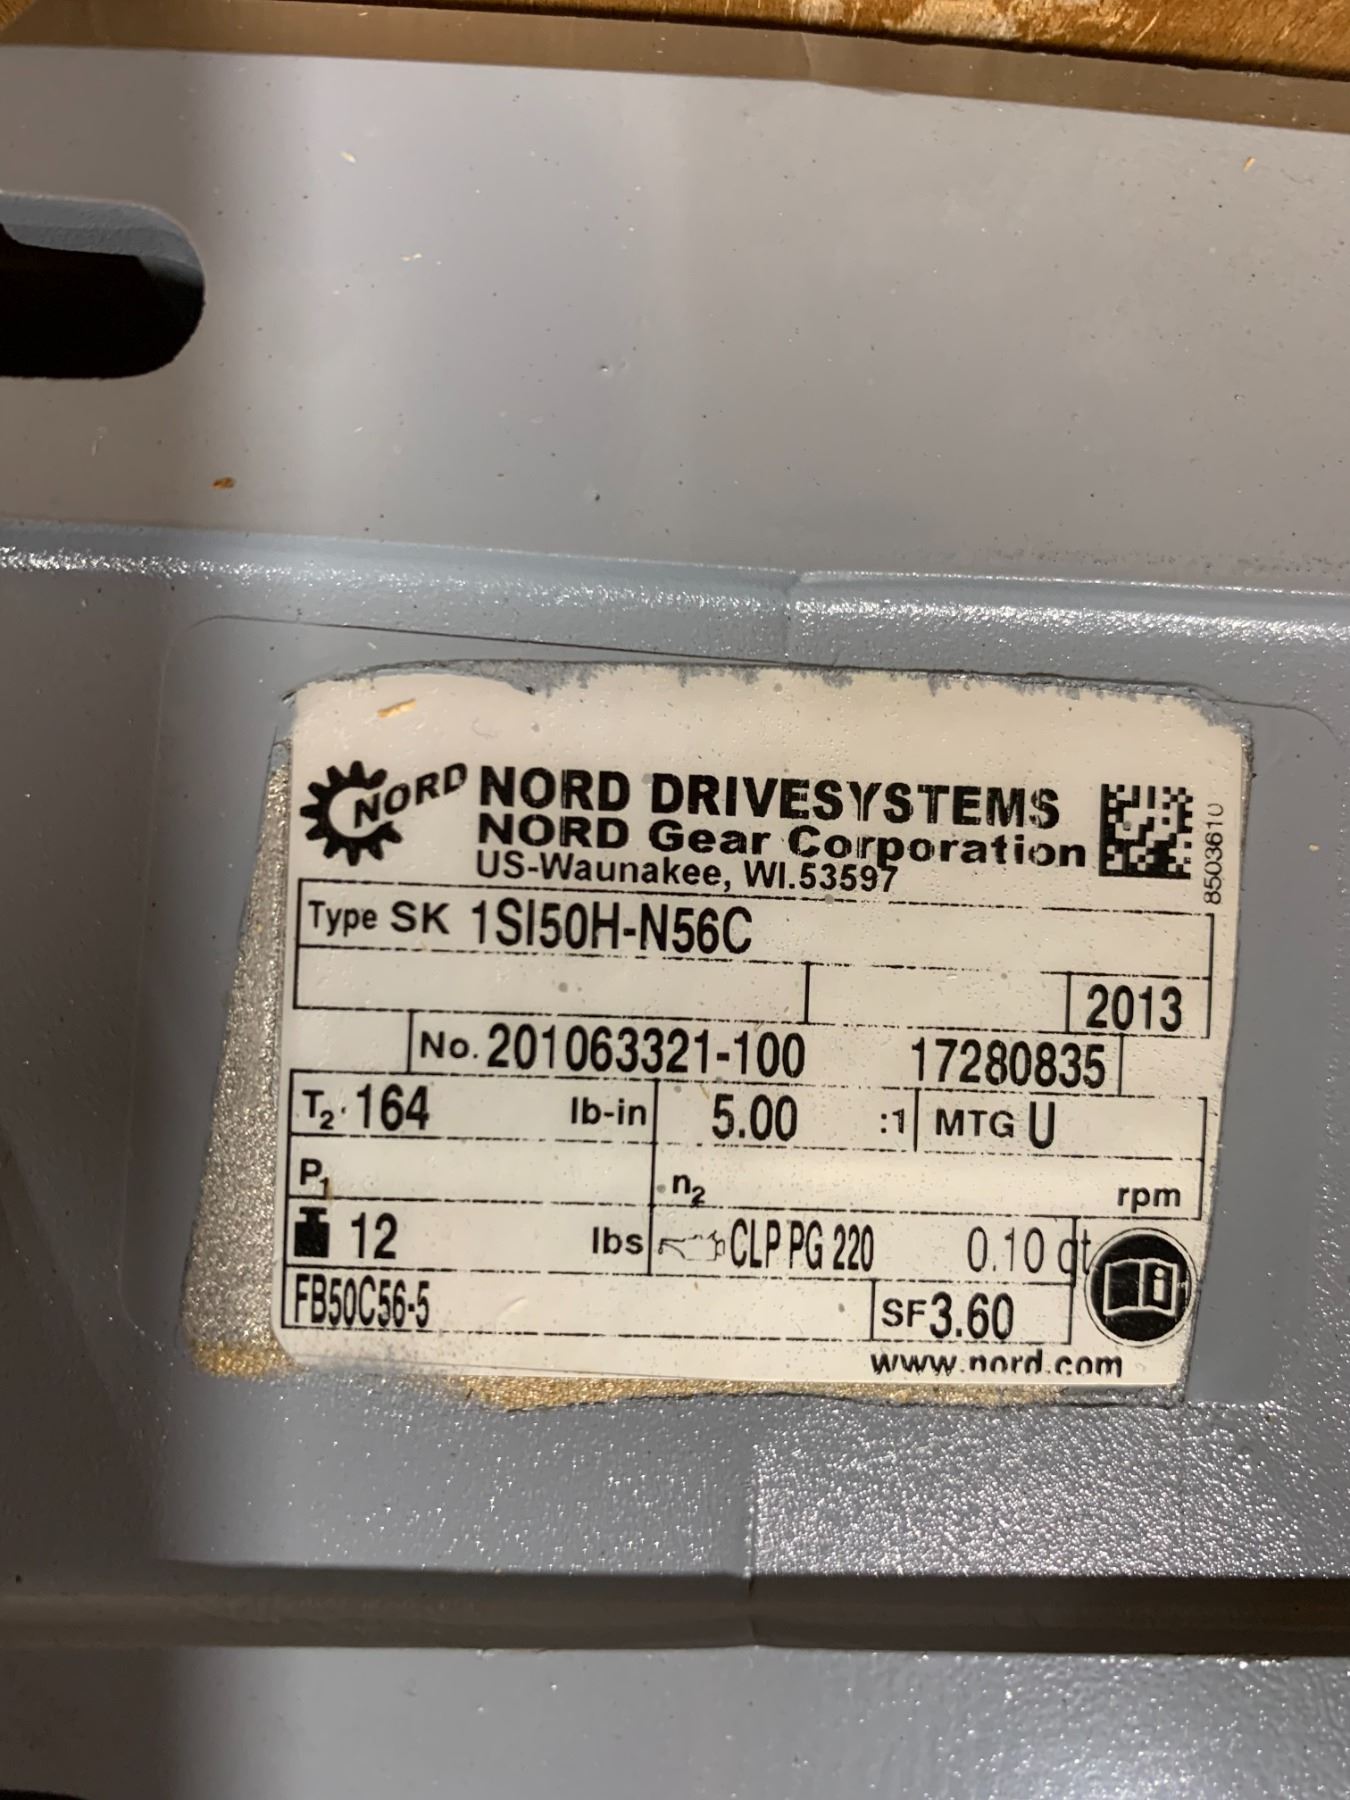 NORD NORD DRIVESYSTEMS
NORD Gear Corporation
US-Waunakee, WI.53597
8503610
Type SK 1SI50H-N56C
2013
No. 201063321-100 17280835
T2. 164 lb-in 5.00 :1 MTG U
P1 n2 rpm
12 lbs CLP PG 220 0.10 qt
FB50C56-5 SF 3.60
www.nord.com